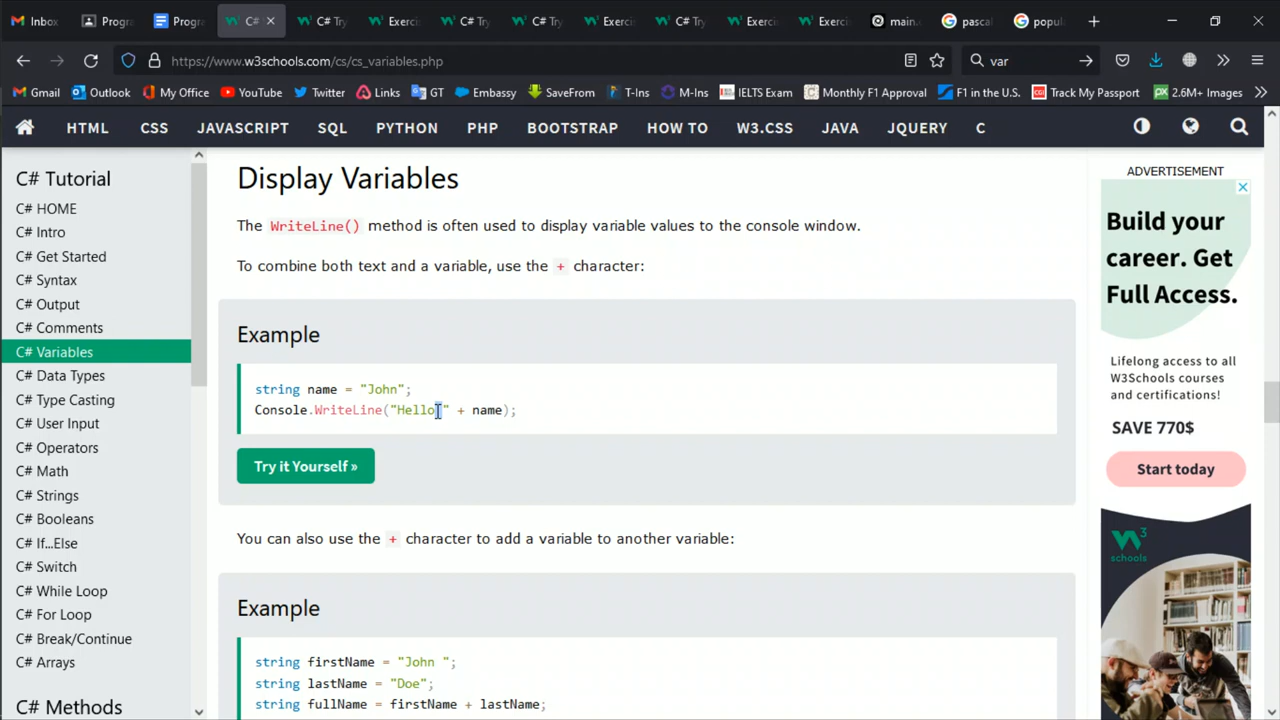 Inbox
Progra
Progr
C#
C# Try
Exercis
C# Try
C# Try
Exerci
C# Try
Exerci
Exerci
main.c
pascal
popul
https://www.w3schools.com/cs/cs_variables.php
var
Gmail
Outlook
My Office
YouTube
Twitter
Links
GT
Embassy
SaveFrom
T-Ins
M-Ins
IELTS Exam
Monthly F1 Approval
F1 in the U.S.
Track My Passport
2.6M+ Images
HTML
CSS
JAVASCRIPT
SQL
PYTHON
PHP
BOOTSTRAP
HOW TO
W3.CSS
JAVA
JQUERY
C
C# Tutorial
C# HOME
C# Intro
C# Get Started
C# Syntax
C# Output
C# Comments
C# Variables
C# Data Types
C# Type Casting
C# User Input
C# Operators
C# Math
C# Strings
C# Booleans
C# If...Else
C# Switch
C# While Loop
C# For Loop
C# Break/Continue
C# Arrays
C# Methods
Display Variables
The WriteLine() method is often used to display variable values to the console window.
To combine both text and a variable, use the + character:
Example
string name = "John";
Console.WriteLine("Hello " + name);
Try it Yourself »
You can also use the + character to add a variable to another variable:
Example
string firstName = "John ";
string lastName = "Doe";
string fullName = firstName + lastName;
ADVERTISEMENT
Build your
career. Get
Full Access.
Lifelong access to all
W3Schools courses
and certifications!
SAVE 770$
Start today
W3
schools